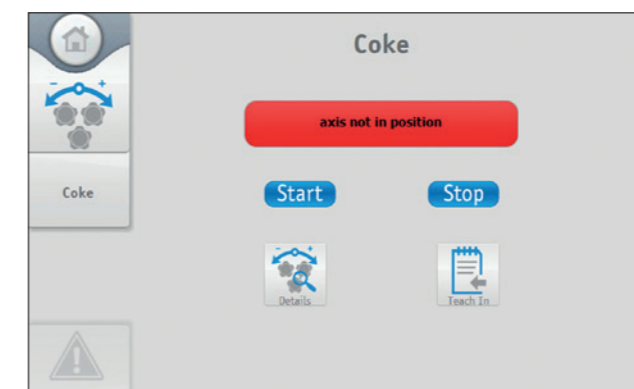 Coke
axis not in position
Coke
Start
Stop
Details
Teach In